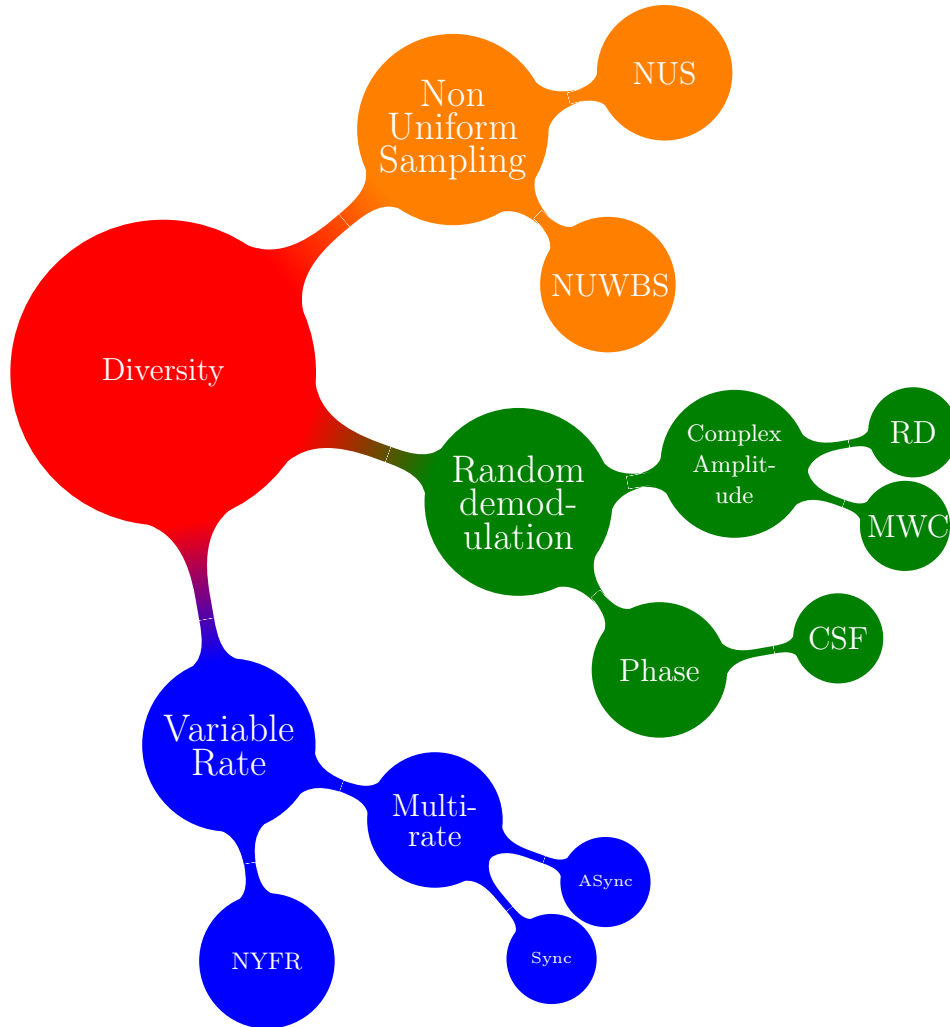 Diversity
Non
Uniform
Sampling
NUS
NUWBS
Random
demod-
ulation
Complex
Amplit-
ude
RD
MWC
Phase
CSF
Variable
Rate
Multi-
rate
ASync
Sync
NYFR